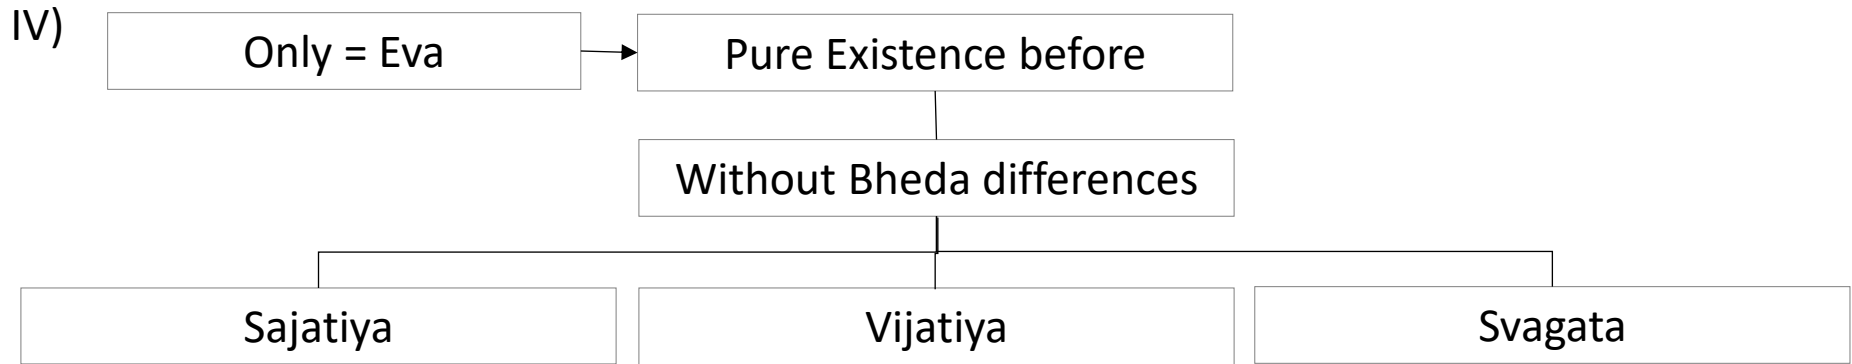 IV)
Only = Eva
Pure Existence before
Without Bheda differences
Sajatiya
Vijatiya
Svagata